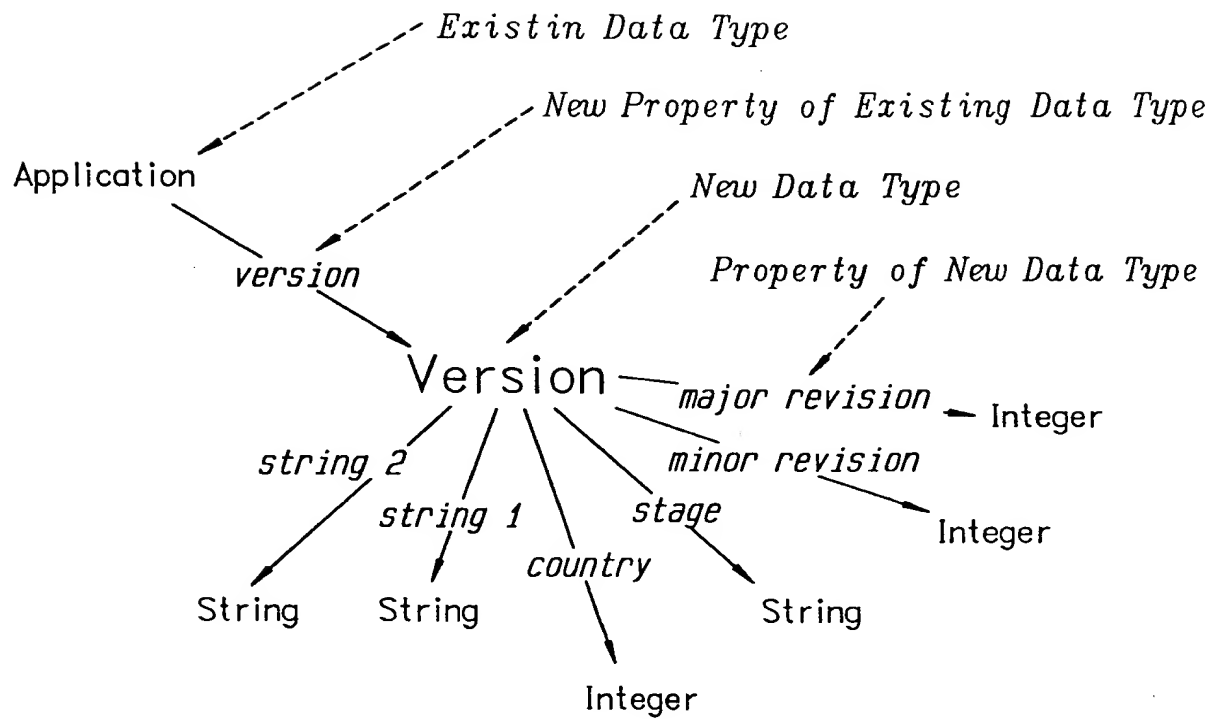 Existin Data Type
New Property of Existing Data Type
Application
New Data Type
version
Property of New Data Type
Version
major revision
Integer
string 2
minor revision
string 1
stage
Integer
country
String
String
String
Integer